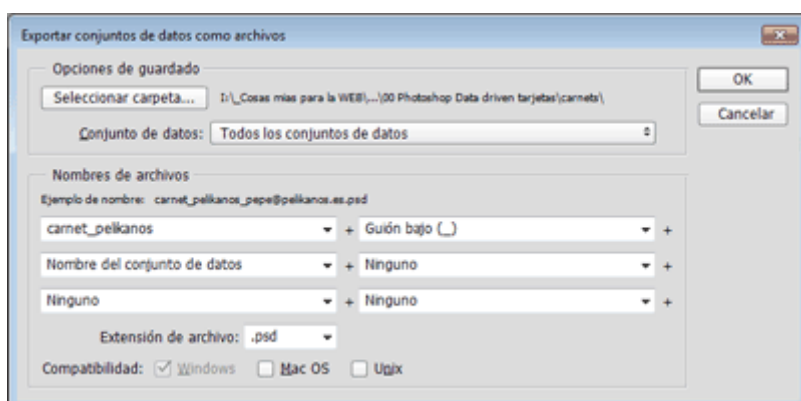 Exportar conjuntos de datos como archivos
Opciones de guardado
OK
Seleccionar carpeta... I:\_Cosas mias para la WEB\...\00 Photoshop Data driven tarjetas\carnets\
Cancelar
Conjunto de datos: Todos los conjuntos de datos
Nombres de archivos
Ejemplo de nombre: carnet_pelikanos_pepe@pelikanos.es.psd
carnet_pelikanos + Guión bajo (_) +
Nombre del conjunto de datos + Ninguno +
Ninguno + Ninguno +
Extensión de archivo: .psd
Compatibilidad: Windows Mac OS Unix